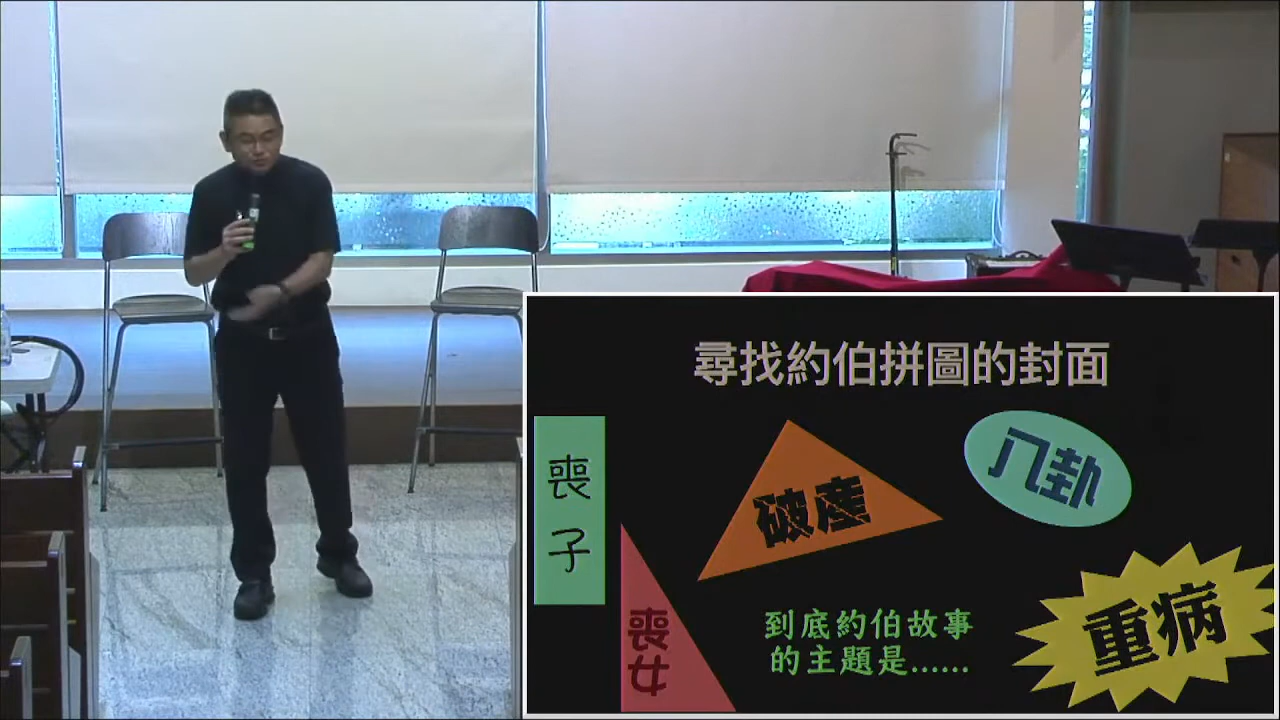 尋找約伯拼圖的封面
喪子
破產
八卦
喪女
到底約伯故事
的主題是......
重病